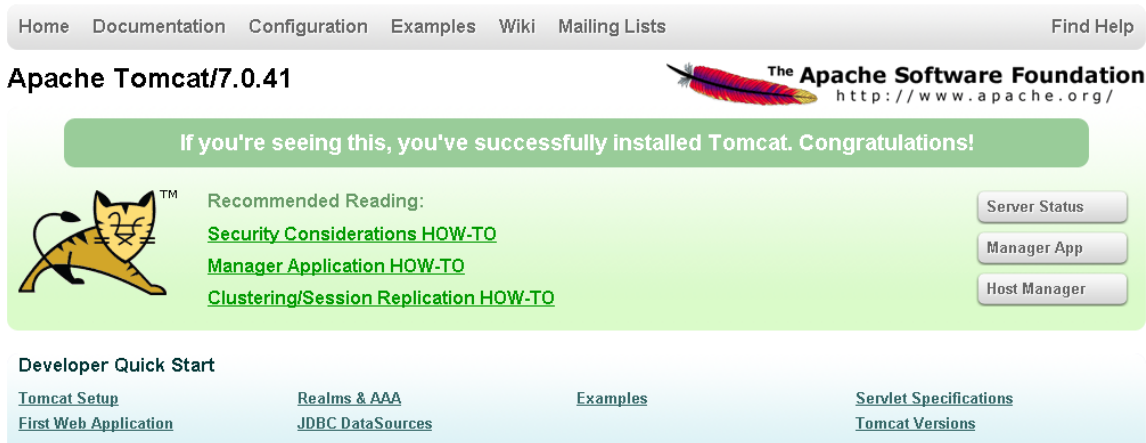 Home Documentation Configuration Examples Wiki Mailing Lists Find Help
Apache Tomcat/7.0.41
The Apache Software Foundation
http://www.apache.org/
If you're seeing this, you've successfully installed Tomcat. Congratulations!
TM
Recommended Reading:
Security Considerations HOW-TO
Manager Application HOW-TO
Clustering/Session Replication HOW-TO
Server Status
Manager App
Host Manager
Developer Quick Start
Tomcat Setup Realms & AAA Examples Servlet Specifications
First Web Application JDBC DataSources Tomcat Versions